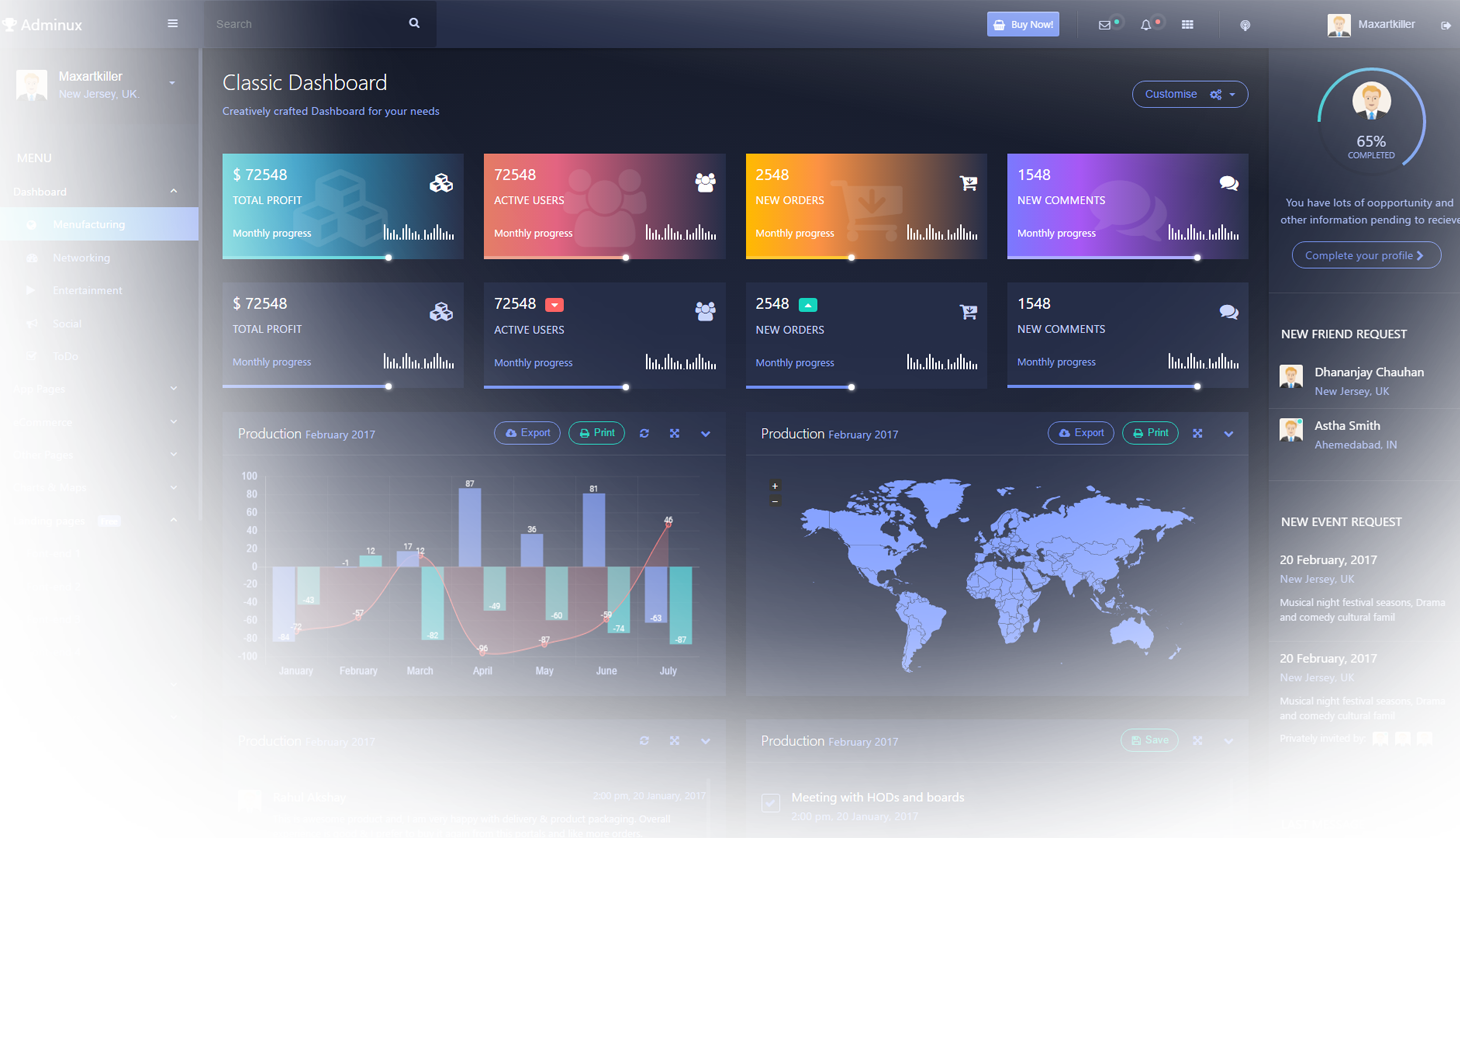 Adminux
Search
Buy Now!
Maxartkiller
Maxartkiller
New Jersey, UK.
MENU
Dashboard
Menufacturing
Networking
Entertainment
Social
ToDo
Pages
Classic Dashboard
Creatively crafted Dashboard for your needs
Customise
$ 72548
TOTAL PROFIT
Monthly progress
72548
ACTIVE USERS
Monthly progress
2548
NEW ORDERS
Monthly progress
1548
NEW COMMENTS
Monthly progress
$ 72548
TOTAL PROFIT
Monthly progress
72548
ACTIVE USERS
Monthly progress
2548
NEW ORDERS
Monthly progress
1548
NEW COMMENTS
Monthly progress
Production February 2017
Export
Print
100
80
60
40
20
0
-20
-40
-60
-80
-100
87
81
36
46
17
12
12
-1
-43
-57
-72
-84
-82
-49
-96
-60
-87
-59
-74
-63
-87
January
February
March
April
May
June
July
Production February 2017
Export
Print
+
−
Production February 2017
2:00 pm, 20 January, 2017
Production February 2017
Save
Meeting with HODs and boards
2:00 pm, 20 January, 2017
65%
COMPLETED
You have lots of oopportunity and
other information pending to recieve
Complete your profile
NEW FRIEND REQUEST
Dhananjay Chauhan
New Jersey, UK
Astha Smith
Ahemedabad, IN
NEW EVENT REQUEST
20 February, 2017
New Jersey, UK
Musical night festival seasons, Drama
and comedy cultural famil
20 February, 2017
New Jersey, UK
Musical night festival seasons, Drama
and comedy cultural famil
Privately invited by